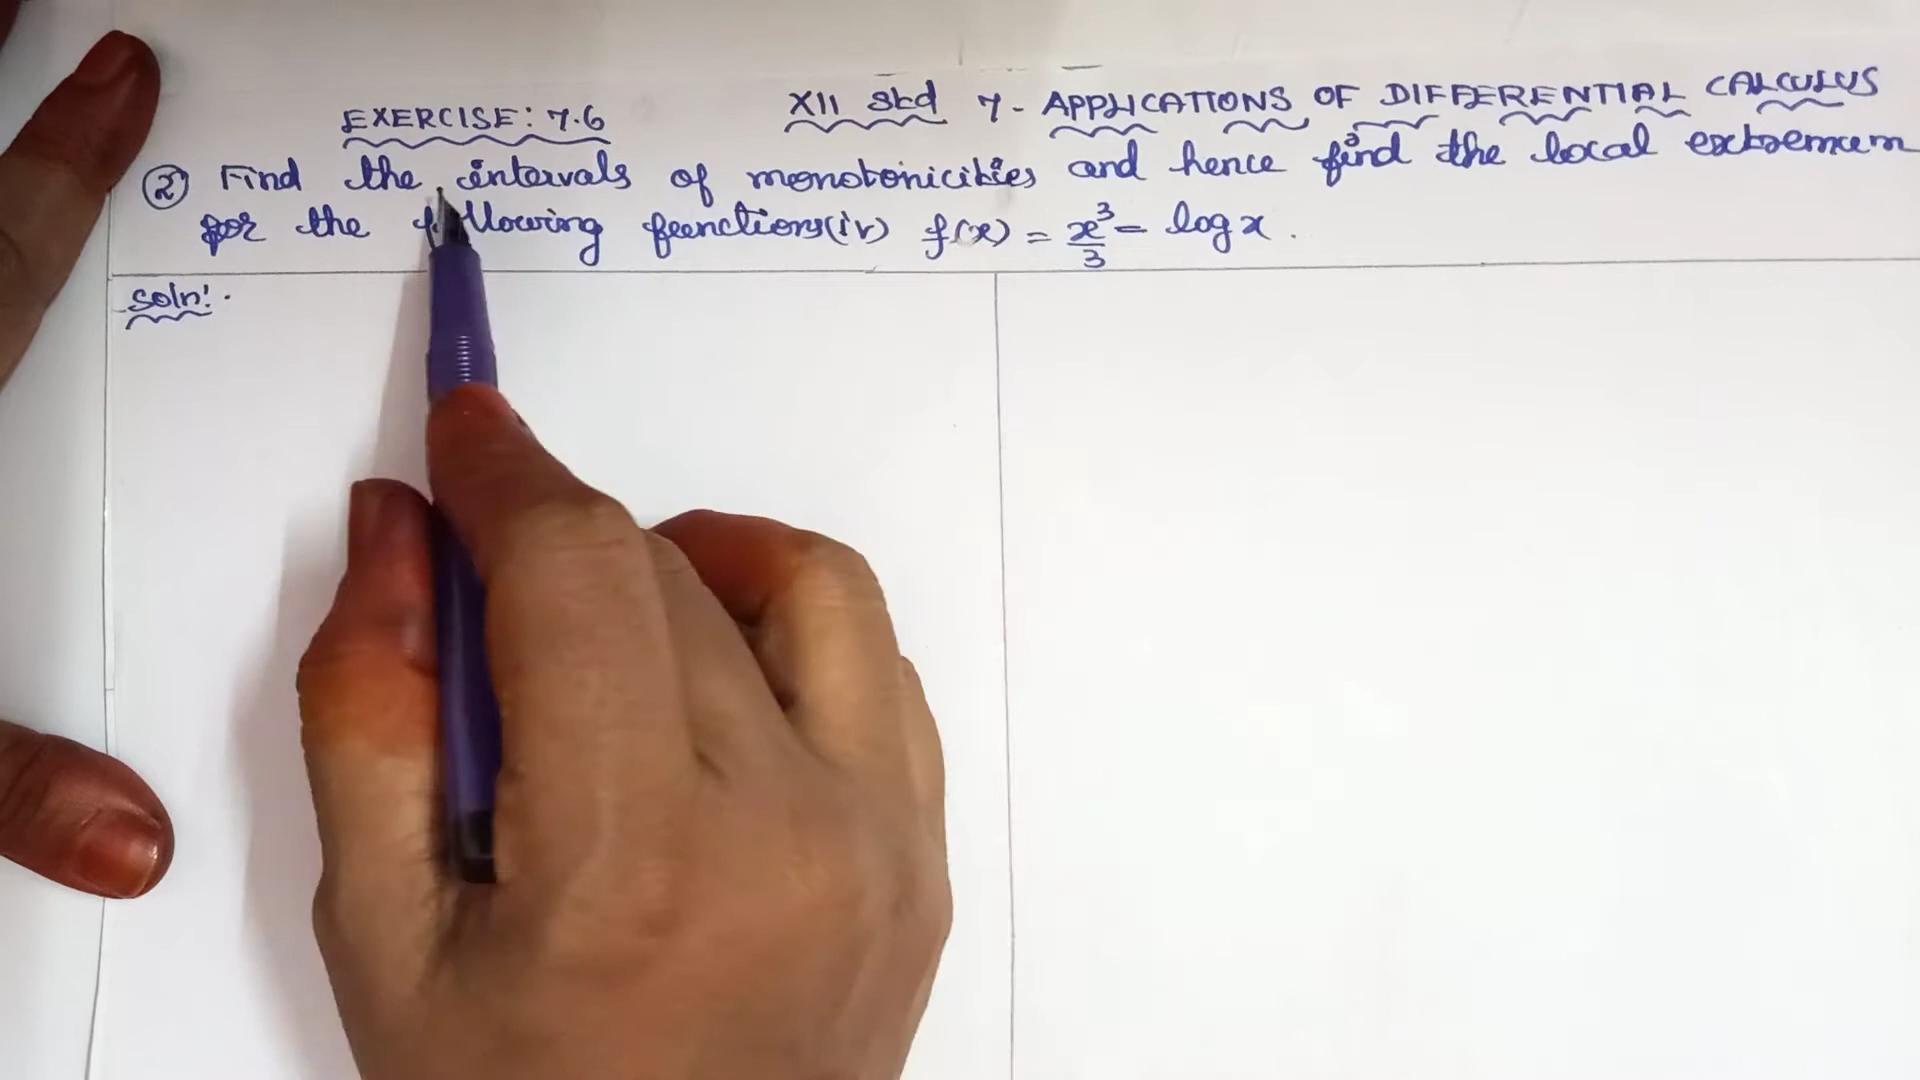 EXERCISE: 7.6
XII Std 7- APPLICATIONS OF DIFFERENTIAL CALCULUS
② Find the intervals of monotonicities and hence find the local extremum
for the following functions (iv) f(x) = x³/3 - log x .
Soln:.